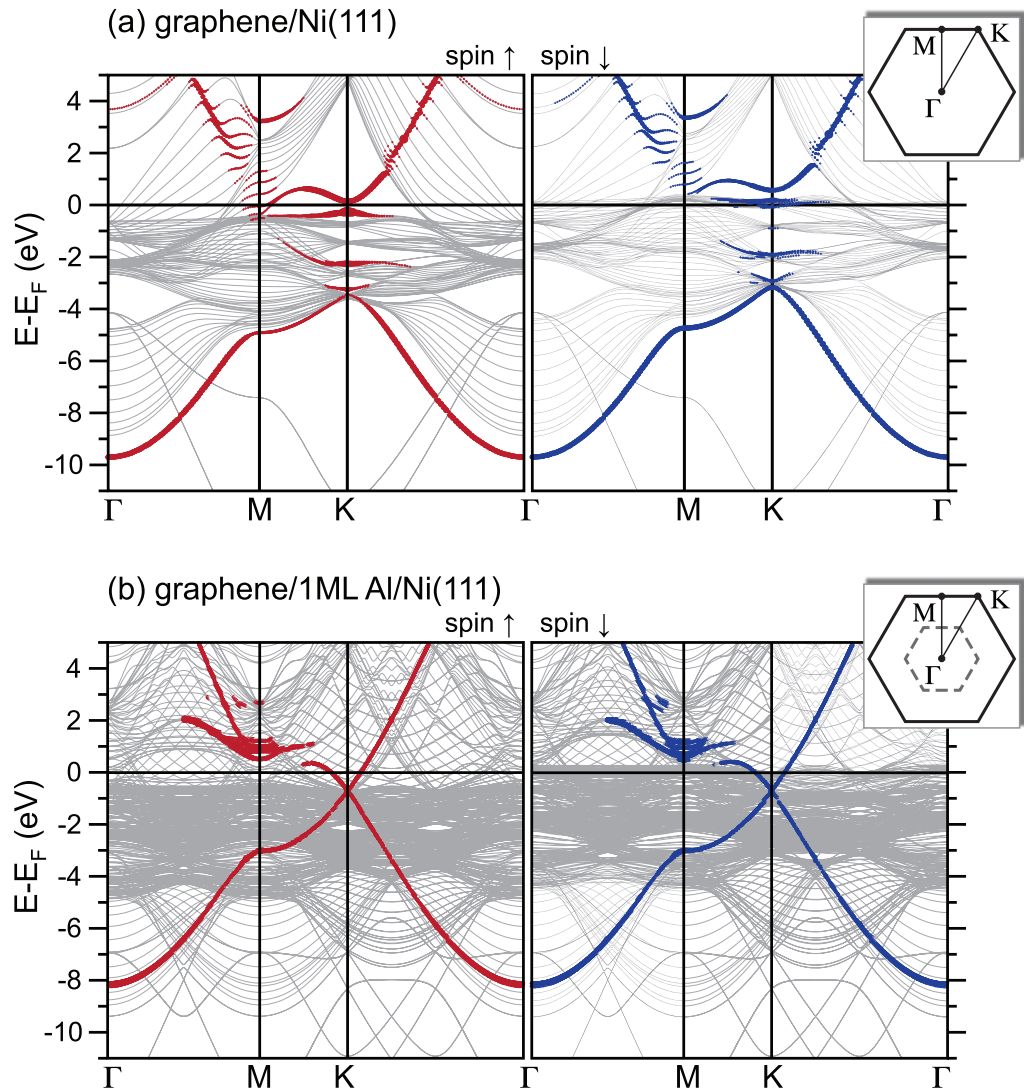 (a) graphene/Ni(111)
spin ↑ spin ↓
M K
Γ
4
2
0
-2
-4
-6
-8
-10
E-E_F (eV)
Γ M K Γ M K Γ
(b) graphene/1ML Al/Ni(111)
spin ↑ spin ↓
M K
Γ
4
2
0
-2
-4
-6
-8
-10
E-E_F (eV)
Γ M K Γ M K Γ